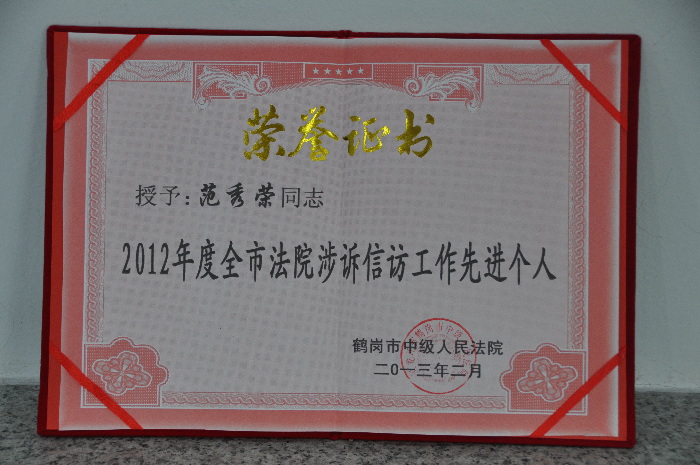 荣誉证书
授予：范秀荣同志
2012年度全市法院涉诉信访工作先进个人
鹤岗市中级人民法院
二〇一三年二月